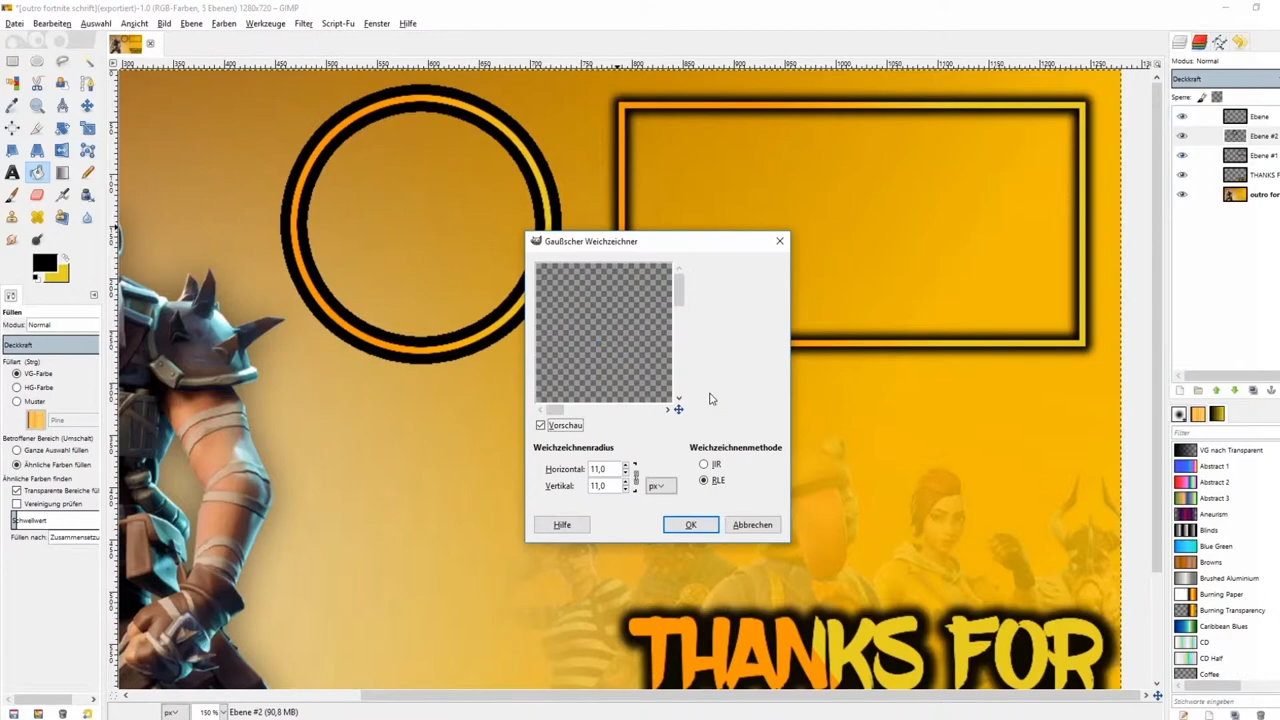 *[outro fortnite schrift](exportiert)-1.0 (RGB-Farben, 5 Ebenen) 1280x720 – GIMP
Datei Bearbeiten Auswahl Ansicht Bild Ebene Farben Werkzeuge Filter Script-Fu Fenster Hilfe
Modus: Normal
Deckkraft
Sperre:
Ebene
Ebene #2
Ebene #1
THANKS F
outro for
Gaußscher Weichzeichner
Vorschau
Weichzeichnenradius
Weichzeichnenmethode
Horizontal: 11,0
Vertikal: 11,0
px
IIR
RLE
Hilfe
OK
Abbrechen
Füllen
Modus: Normal
Deckkraft
Füllart (Strg)
VG-Farbe
HG-Farbe
Muster
Pine
Betroffener Bereich (Umschalt)
Ganze Auswahl füllen
Ähnliche Farben füllen
Ähnliche Farben finden
Transparente Bereiche fü
Vereinigung prüfen
Schwellwert
Füllen nach: Zusammensetzu
THANKS FOR
Filter
VG nach Transparent
Abstract 1
Abstract 2
Abstract 3
Aneurism
Blinds
Blue Green
Browns
Brushed Aluminium
Burning Paper
Burning Transparency
Caribbean Blues
CD
CD Half
Coffee
Stichworte eingeben
px
150 %
Ebene #2 (90,8 MB)